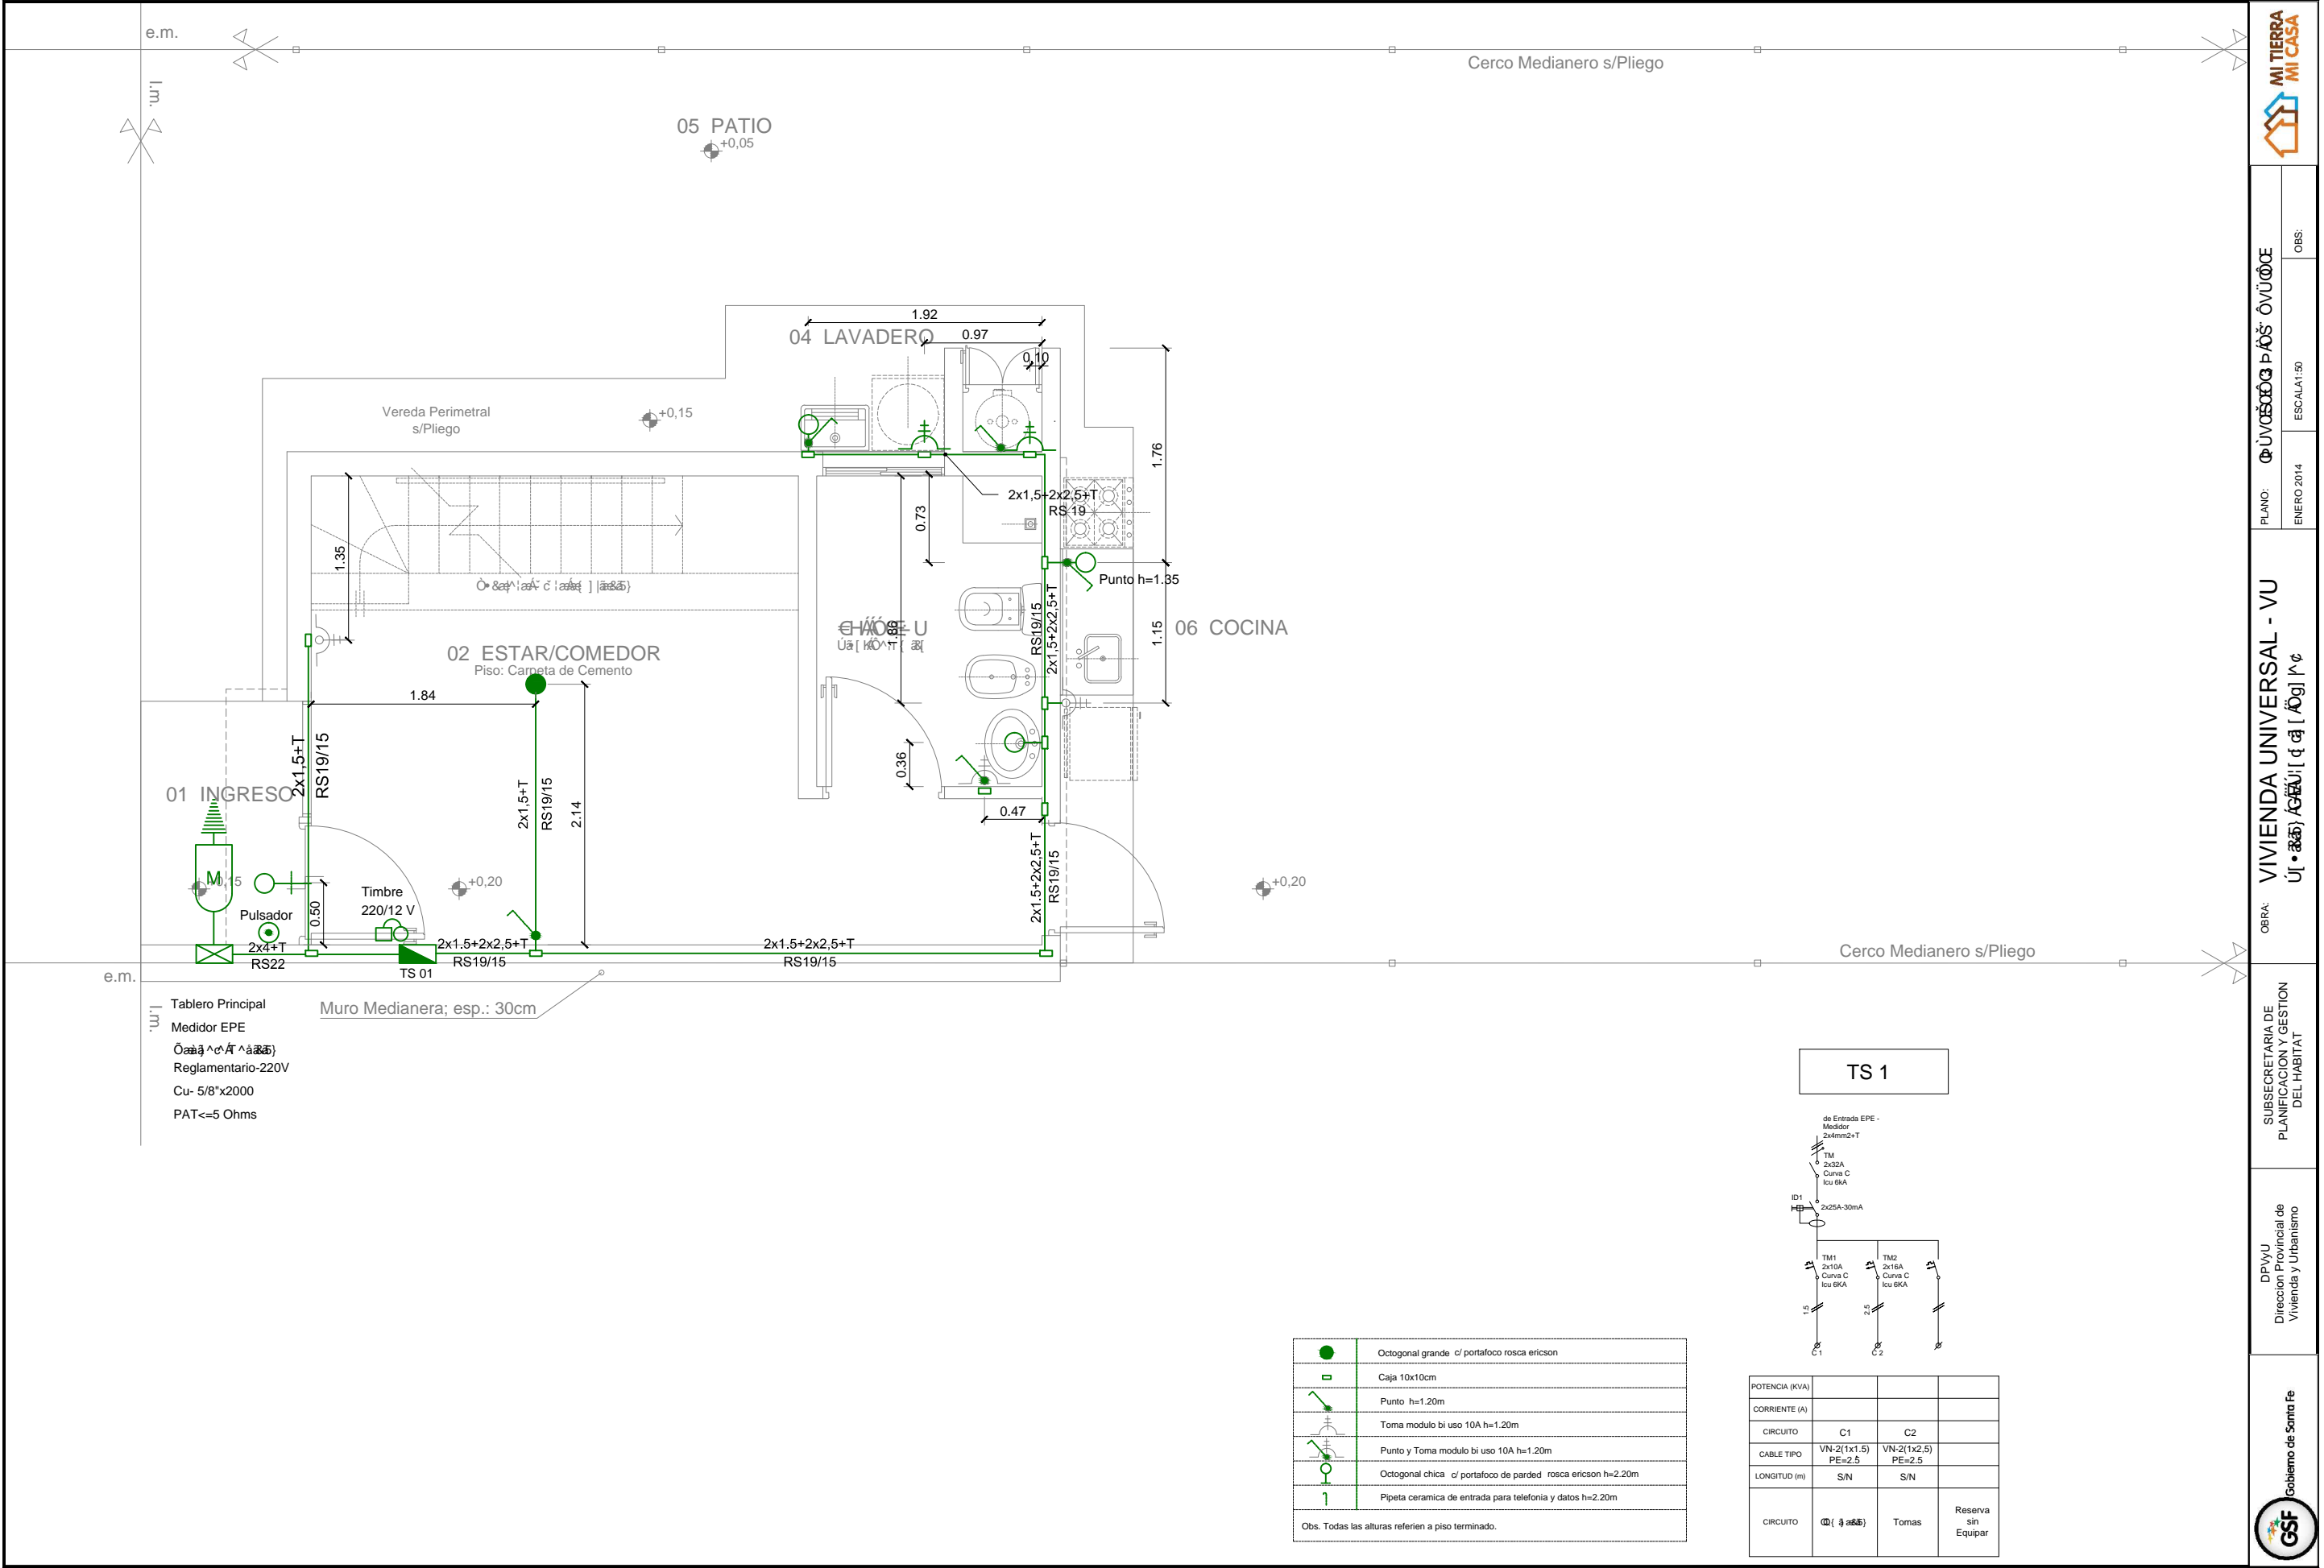 e.m.
l.m.
Cerco Medianero s/Pliego
05 PATIO
+0,05
1.92
04 LAVADERO
0.97
0.10
Vereda Perimetral
s/Pliego
+0,15
1.76
2x1,5+2x2,5+T
RS 19
0.73
1.35
Punto h=1.35
RS19/15
2x1,5+2x2,5+T
1.86
1.15
06 COCINA
02 ESTAR/COMEDOR
Piso: Carpeta de Cemento
1.84
2x1,5+T
RS19/15
2x1,5+T
RS19/15
2.14
0.36
0.47
01 INGRESO
M
+0,15
0.50
Timbre
220/12 V
+0,20
2x1.5+2x2,5+T
RS19/15
+0,20
Pulsador
2x4+T
RS22
TS 01
2x1.5+2x2,5+T
RS19/15
2x1.5+2x2,5+T
RS19/15
Cerco Medianero s/Pliego
e.m.
l.m.
Tablero Principal
Medidor EPE
Reglamentario-220V
Cu- 5/8"x2000
PAT<=5 Ohms
Muro Medianera; esp.: 30cm
TS 1
de Entrada EPE -
Medidor
2x4mm2+T
TM
2x32A
Curva C
Icu 6kA
ID1
2x25A-30mA
TM1
2x10A
Curva C
Icu 6KA
TM2
2x16A
Curva C
Icu 6KA
1.5
2.5
C 1
C 2
Octogonal grande c/ portafoco rosca ericson
Caja 10x10cm
Punto h=1.20m
Toma modulo bi uso 10A h=1.20m
Punto y Toma modulo bi uso 10A h=1.20m
Octogonal chica c/ portafoco de parded rosca ericson h=2.20m
Pipeta ceramica de entrada para telefonia y datos h=2.20m
Obs. Todas las alturas referien a piso terminado.
POTENCIA (KVA)
CORRIENTE (A)
CIRCUITO C1 C2
CABLE TIPO VN-2(1x1.5) VN-2(1x2,5)
PE=2.5 PE=2.5
LONGITUD (m) S/N S/N
CIRCUITO Tomas Reserva
sin
Equipar
MI TIERRA
MI CASA
PLANO:
OBS:
ENERO 2014
ESCALA1:50
OBRA:
VIVIENDA UNIVERSAL - VU
SUBSECRETARIA DE
PLANIFICACION Y GESTION
DEL HABITAT
DPVyU
Direccion Provincial de
Vivienda y Urbanismo
Gobierno de Santa Fe
GSF